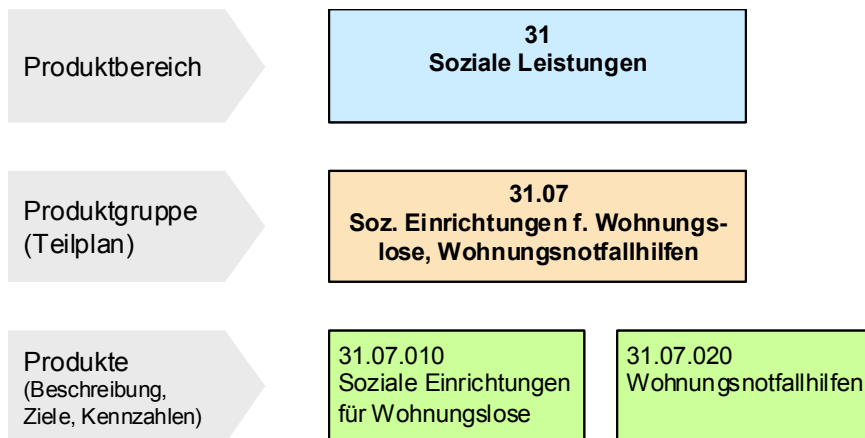 Produktbereich
31
Soziale Leistungen
Produktgruppe
(Teilplan)
31.07
Soz. Einrichtungen f. Wohnungs-
lose, Wohnungsnotfallhilfen
Produkte
(Beschreibung,
Ziele, Kennzahlen)
31.07.010
Soziale Einrichtungen
für Wohnungslose
31.07.020
Wohnungsnotfallhilfen